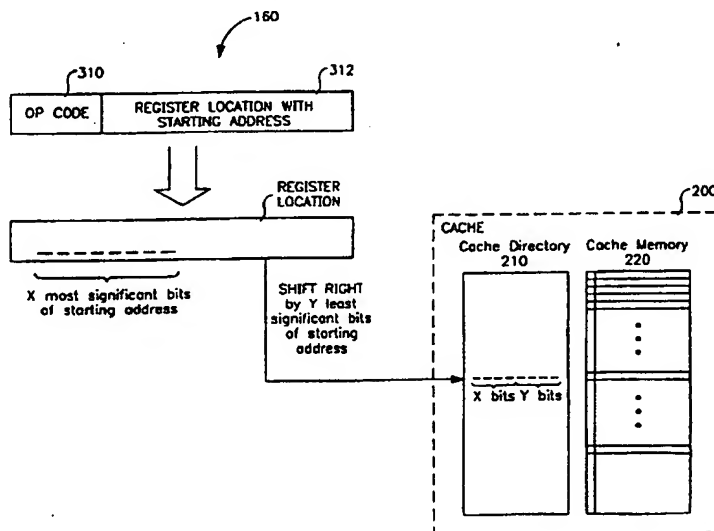 160
310
312
OP CODE
REGISTER LOCATION WITH
STARTING ADDRESS
REGISTER
LOCATION
X most significant bits
of starting address
SHIFT RIGHT
by Y least
significant bits
of starting
address
200
CACHE
Cache Directory
210
Cache Memory
220
X bits Y bits